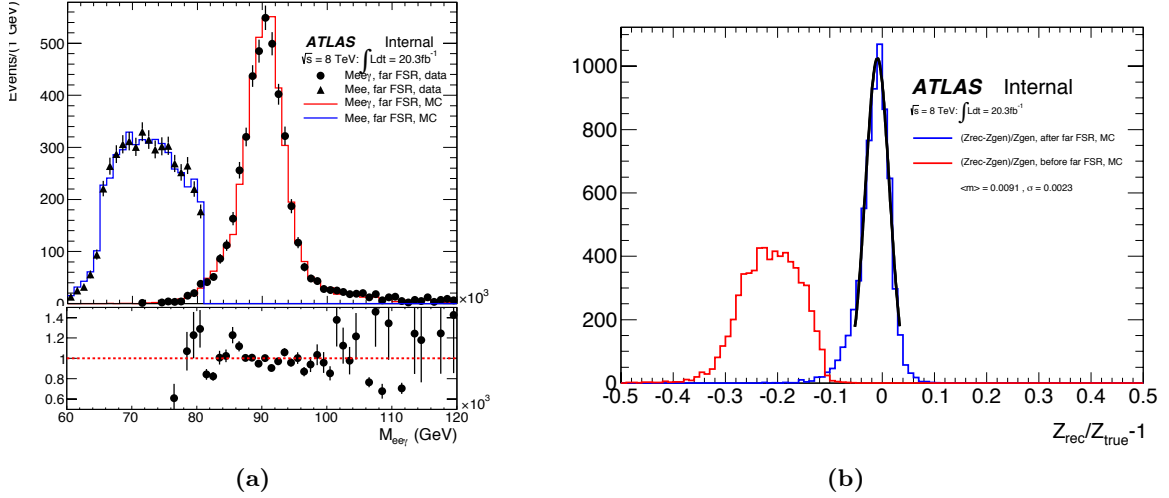 Events/(1 GeV)
500
400
300
200
100
0
ATLAS Internal
√s = 8 TeV: ∫ Ldt = 20.3fb⁻¹
Meeγ, far FSR, data
Mee, far FSR, data
Meeγ, far FSR, MC
Mee, far FSR, MC
×10³
1.4
1.2
1
0.8
0.6
×10³
60 70 80 90 100 110 120
M_eeγ (GeV)
(a)
1000
800
600
400
200
0
ATLAS Internal
√s = 8 TeV: ∫ Ldt = 20.3fb⁻¹
(Zrec-Zgen)/Zgen, after far FSR, MC
(Zrec-Zgen)/Zgen, before far FSR, MC
<m> = 0.0091 , σ = 0.0023
-0.5 -0.4 -0.3 -0.2 -0.1 0 0.1 0.2 0.3 0.4 0.5
Z_rec/Z_true-1
(b)